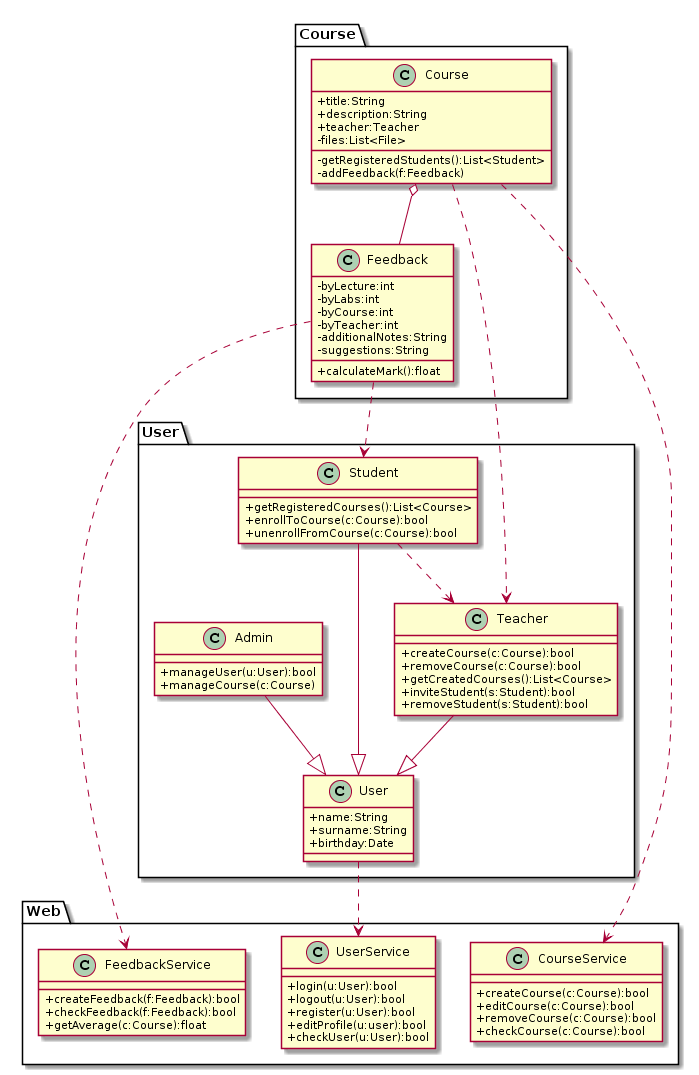 Course
C Course
+title:String
+description:String
+teacher:Teacher
-files:List<File>
-getRegisteredStudents():List<Student>
-addFeedback(f:Feedback)
C Feedback
-byLecture:int
-byLabs:int
-byCourse:int
-byTeacher:int
-additionalNotes:String
-suggestions:String
+calculateMark():float
User
C Student
+getRegisteredCourses():List<Course>
+enrollToCourse(c:Course):bool
+unenrollFromCourse(c:Course):bool
C Admin
+manageUser(u:User):bool
+manageCourse(c:Course)
C Teacher
+createCourse(c:Course):bool
+removeCourse(c:Course):bool
+getCreatedCourses():List<Course>
+inviteStudent(s:Student):bool
+removeStudent(s:Student):bool
C User
+name:String
+surname:String
+birthday:Date
Web
C FeedbackService
+createFeedback(f:Feedback):bool
+checkFeedback(f:Feedback):bool
+getAverage(c:Course):float
C UserService
+login(u:User):bool
+logout(u:User):bool
+register(u:User):bool
+editProfile(u:user):bool
+checkUser(u:User):bool
C CourseService
+createCourse(c:Course):bool
+editCourse(c:Course):bool
+removeCourse(c:Course):bool
+checkCourse(c:Course):bool